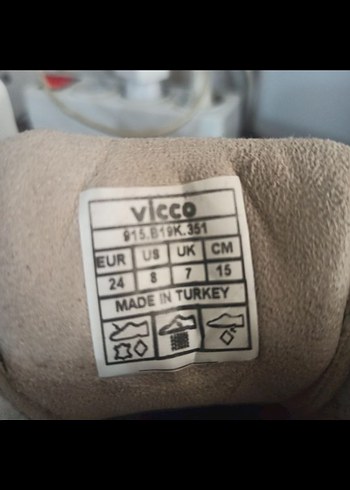 vicco
915.B19K.351
EUR US UK CM
24 8 7 15
MADE IN TURKEY